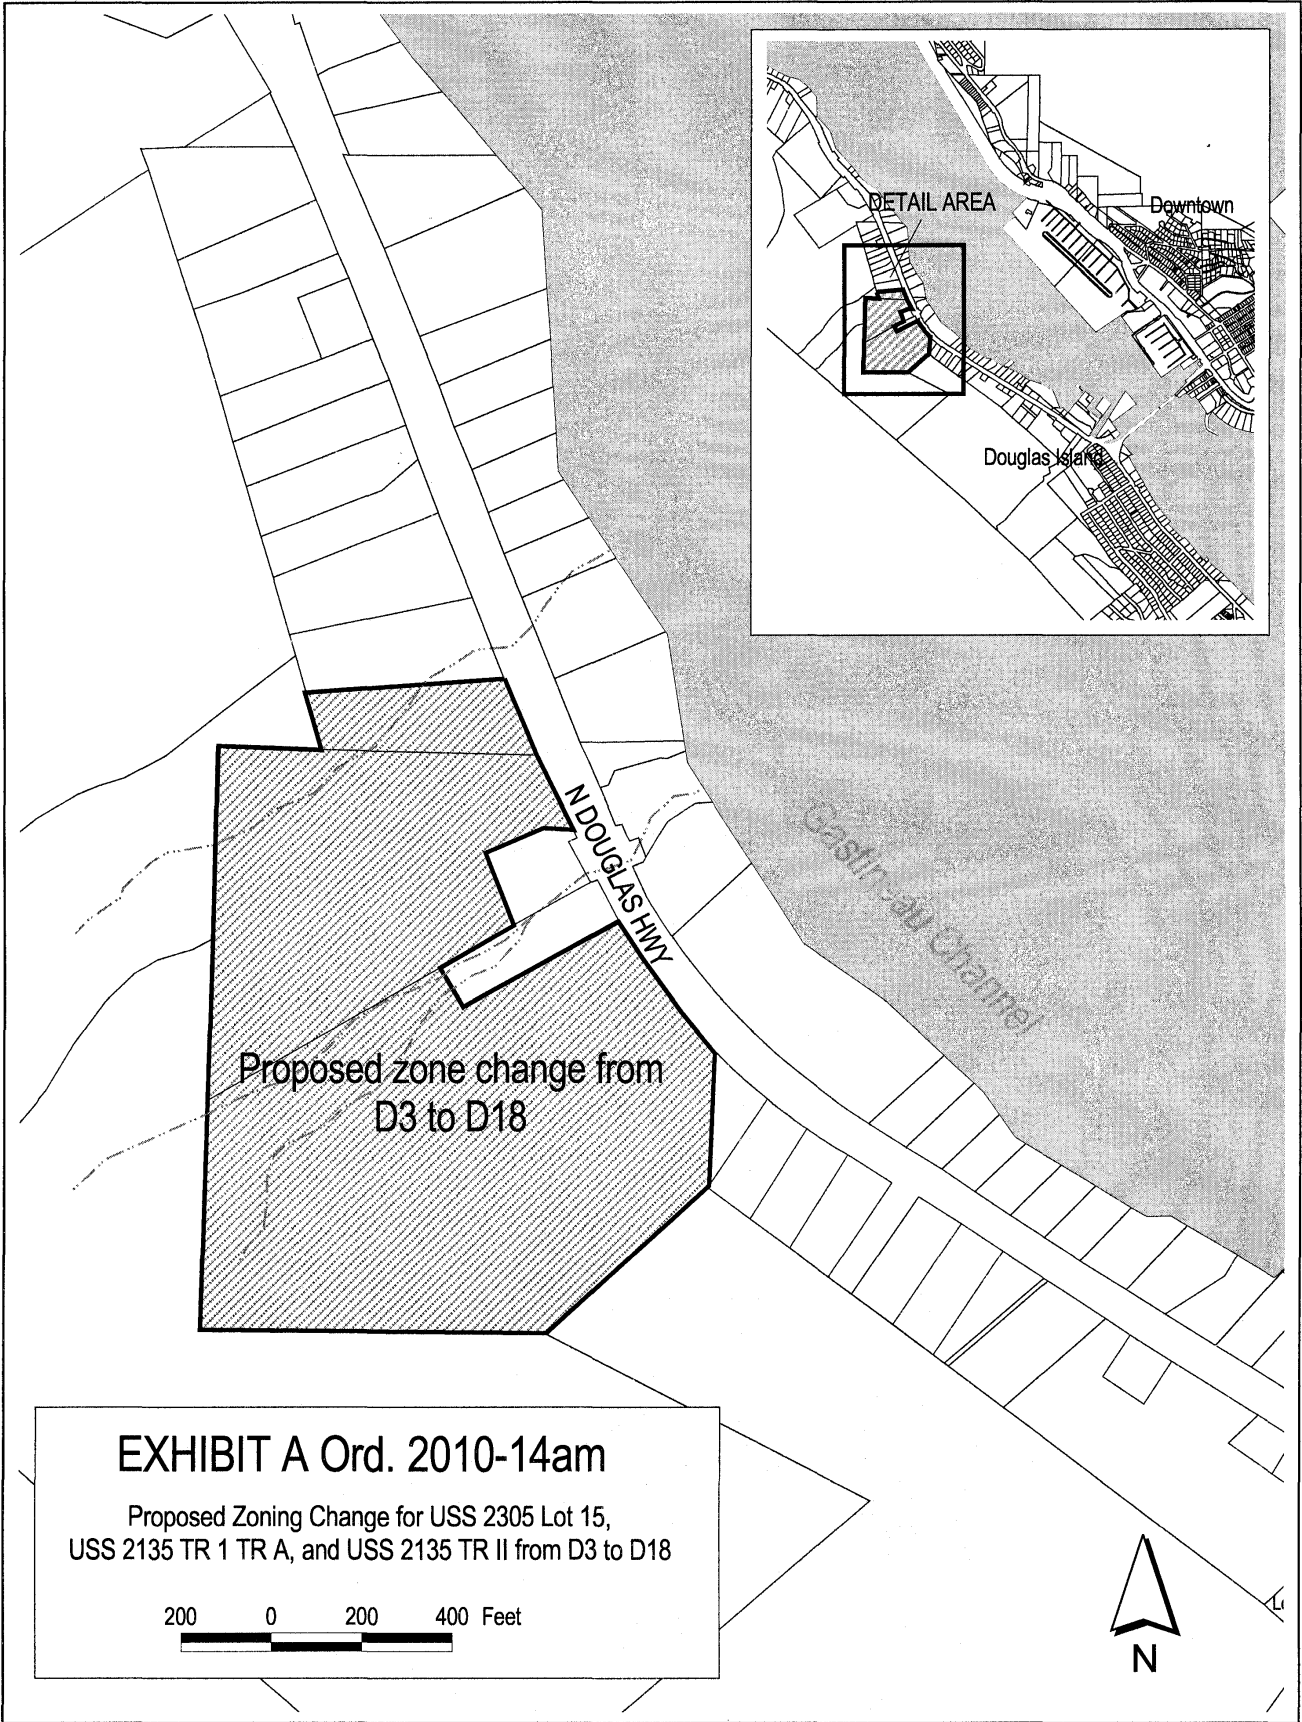 DETAIL AREA
Downtown
Douglas Island
N DOUGLAS HWY
Gastineau Channel
Proposed zone change from
D3 to D18
EXHIBIT A Ord. 2010-14am
Proposed Zoning Change for USS 2305 Lot 15,
USS 2135 TR 1 TR A, and USS 2135 TR II from D3 to D18
200 0 200 400 Feet
N